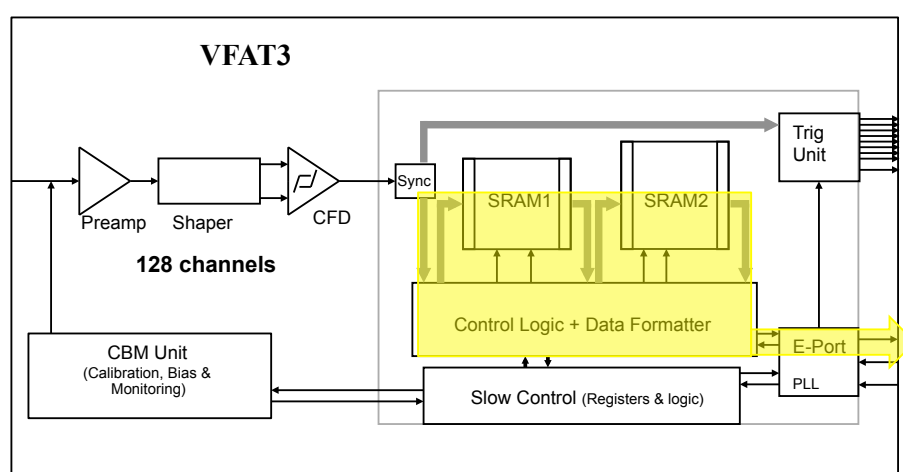 VFAT3
Trig
Unit
Sync
SRAM1
SRAM2
Preamp
Shaper
CFD
128 channels
Control Logic + Data Formatter
E-Port
PLL
CBM Unit
(Calibration, Bias &
Monitoring)
Slow Control (Registers & logic)